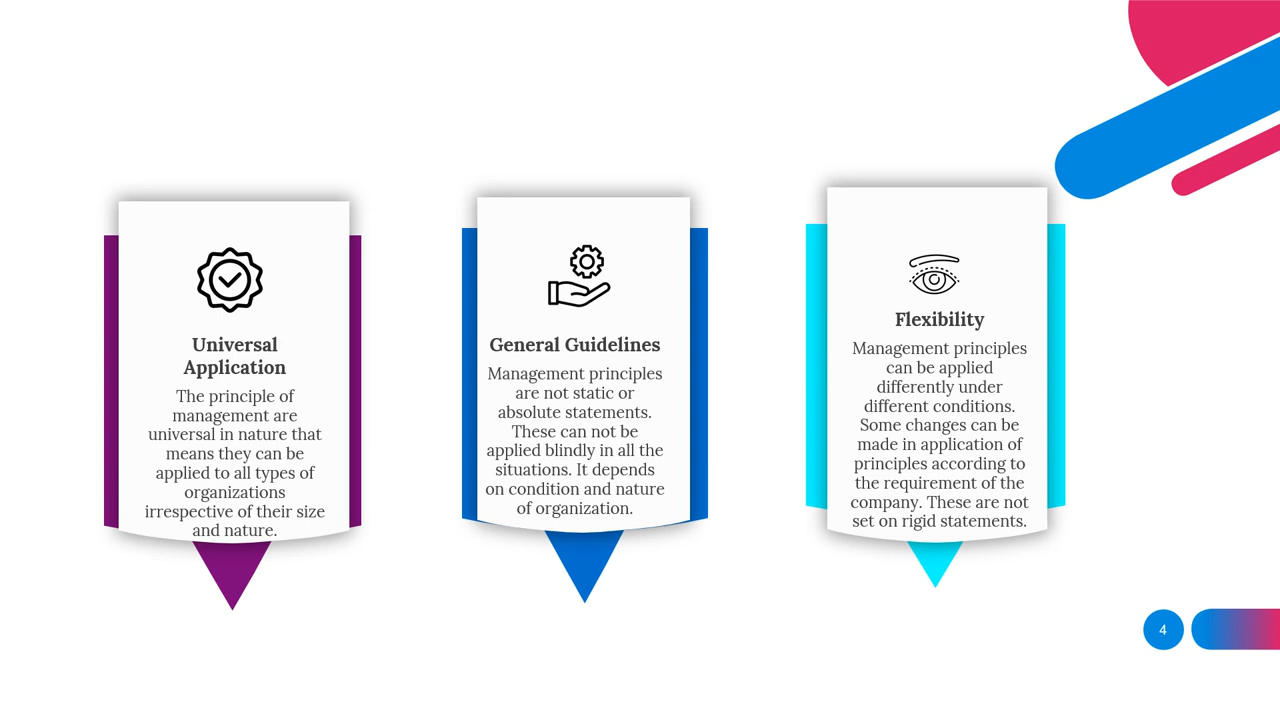 Universal
Application
The principle of
management are
universal in nature that
means they can be
applied to all types of
organizations
irrespective of their size
and nature.
General Guidelines
Management principles
are not static or
absolute statements.
These can not be
applied blindly in all the
situations. It depends
on condition and nature
of organization.
Flexibility
Management principles
can be applied
differently under
different conditions.
Some changes can be
made in application of
principles according to
the requirement of the
company. These are not
set on rigid statements.
4